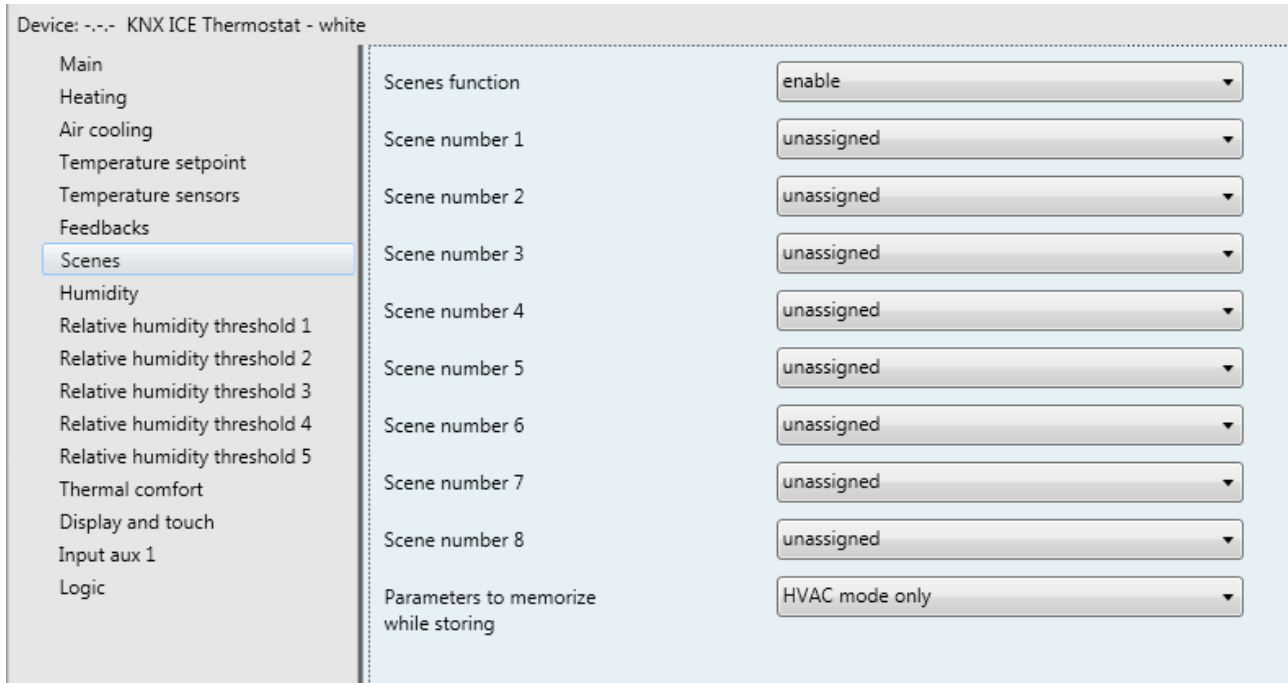 Device: -.-.- KNX ICE Thermostat - white
Main
Heating
Air cooling
Temperature setpoint
Temperature sensors
Feedbacks
Scenes
Humidity
Relative humidity threshold 1
Relative humidity threshold 2
Relative humidity threshold 3
Relative humidity threshold 4
Relative humidity threshold 5
Thermal comfort
Display and touch
Input aux 1
Logic
Scenes function enable
Scene number 1 unassigned
Scene number 2 unassigned
Scene number 3 unassigned
Scene number 4 unassigned
Scene number 5 unassigned
Scene number 6 unassigned
Scene number 7 unassigned
Scene number 8 unassigned
Parameters to memorize HVAC mode only
while storing